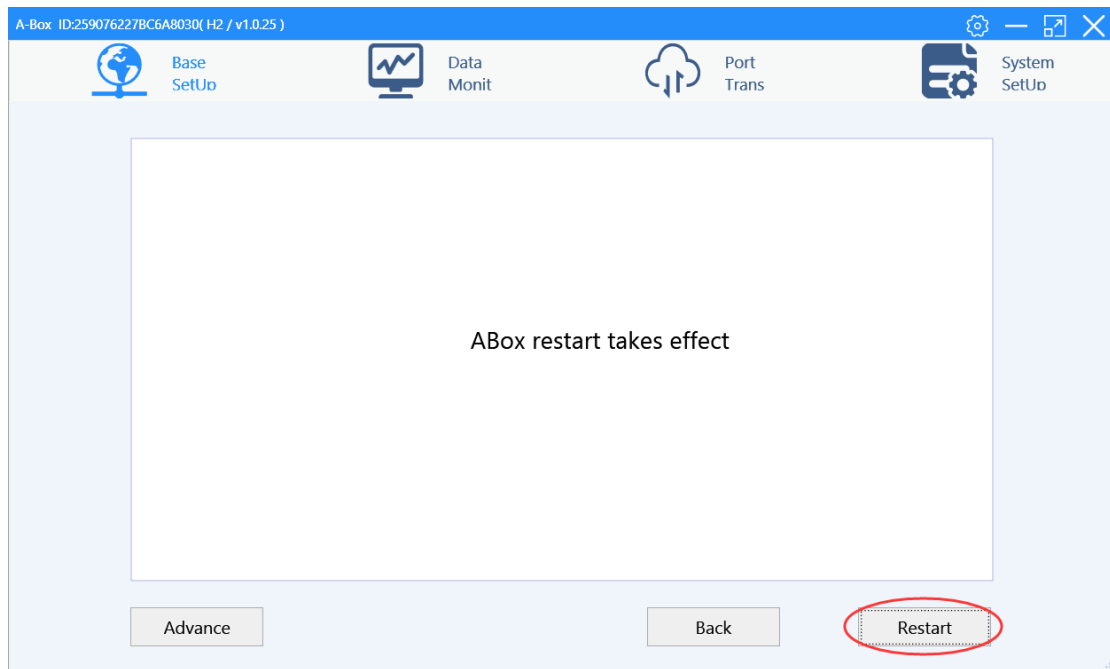 A-Box ID:259076227BC6A8030( H2 / v1.0.25 )
Base
SetUp
Data
Monit
Port
Trans
System
SetUp
ABox restart takes effect
Advance
Back
Restart